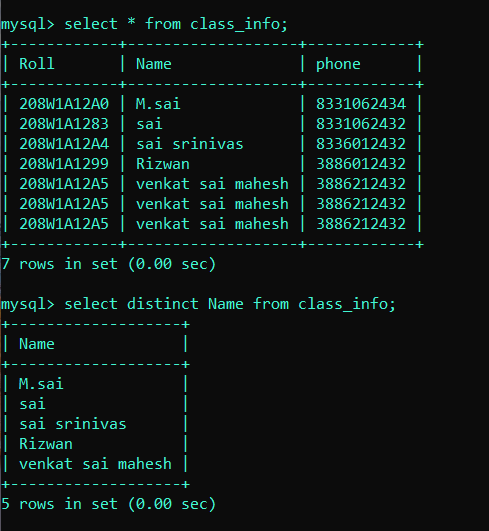 mysql> select * from class_info;
+------------+-------------------+------------+
| Roll       | Name              | phone      |
+------------+-------------------+------------+
| 208W1A12A0 | M.sai             | 8331062434 |
| 208W1A1283 | sai               | 8331062432 |
| 208W1A12A4 | sai srinivas      | 8336012432 |
| 208W1A1299 | Rizwan            | 3886012432 |
| 208W1A12A5 | venkat sai mahesh | 3886212432 |
| 208W1A12A5 | venkat sai mahesh | 3886212432 |
| 208W1A12A5 | venkat sai mahesh | 3886212432 |
+------------+-------------------+------------+
7 rows in set (0.00 sec)
mysql> select distinct Name from class_info;
+-------------------+
| Name              |
+-------------------+
| M.sai             |
| sai               |
| sai srinivas      |
| Rizwan            |
| venkat sai mahesh |
+-------------------+
5 rows in set (0.00 sec)